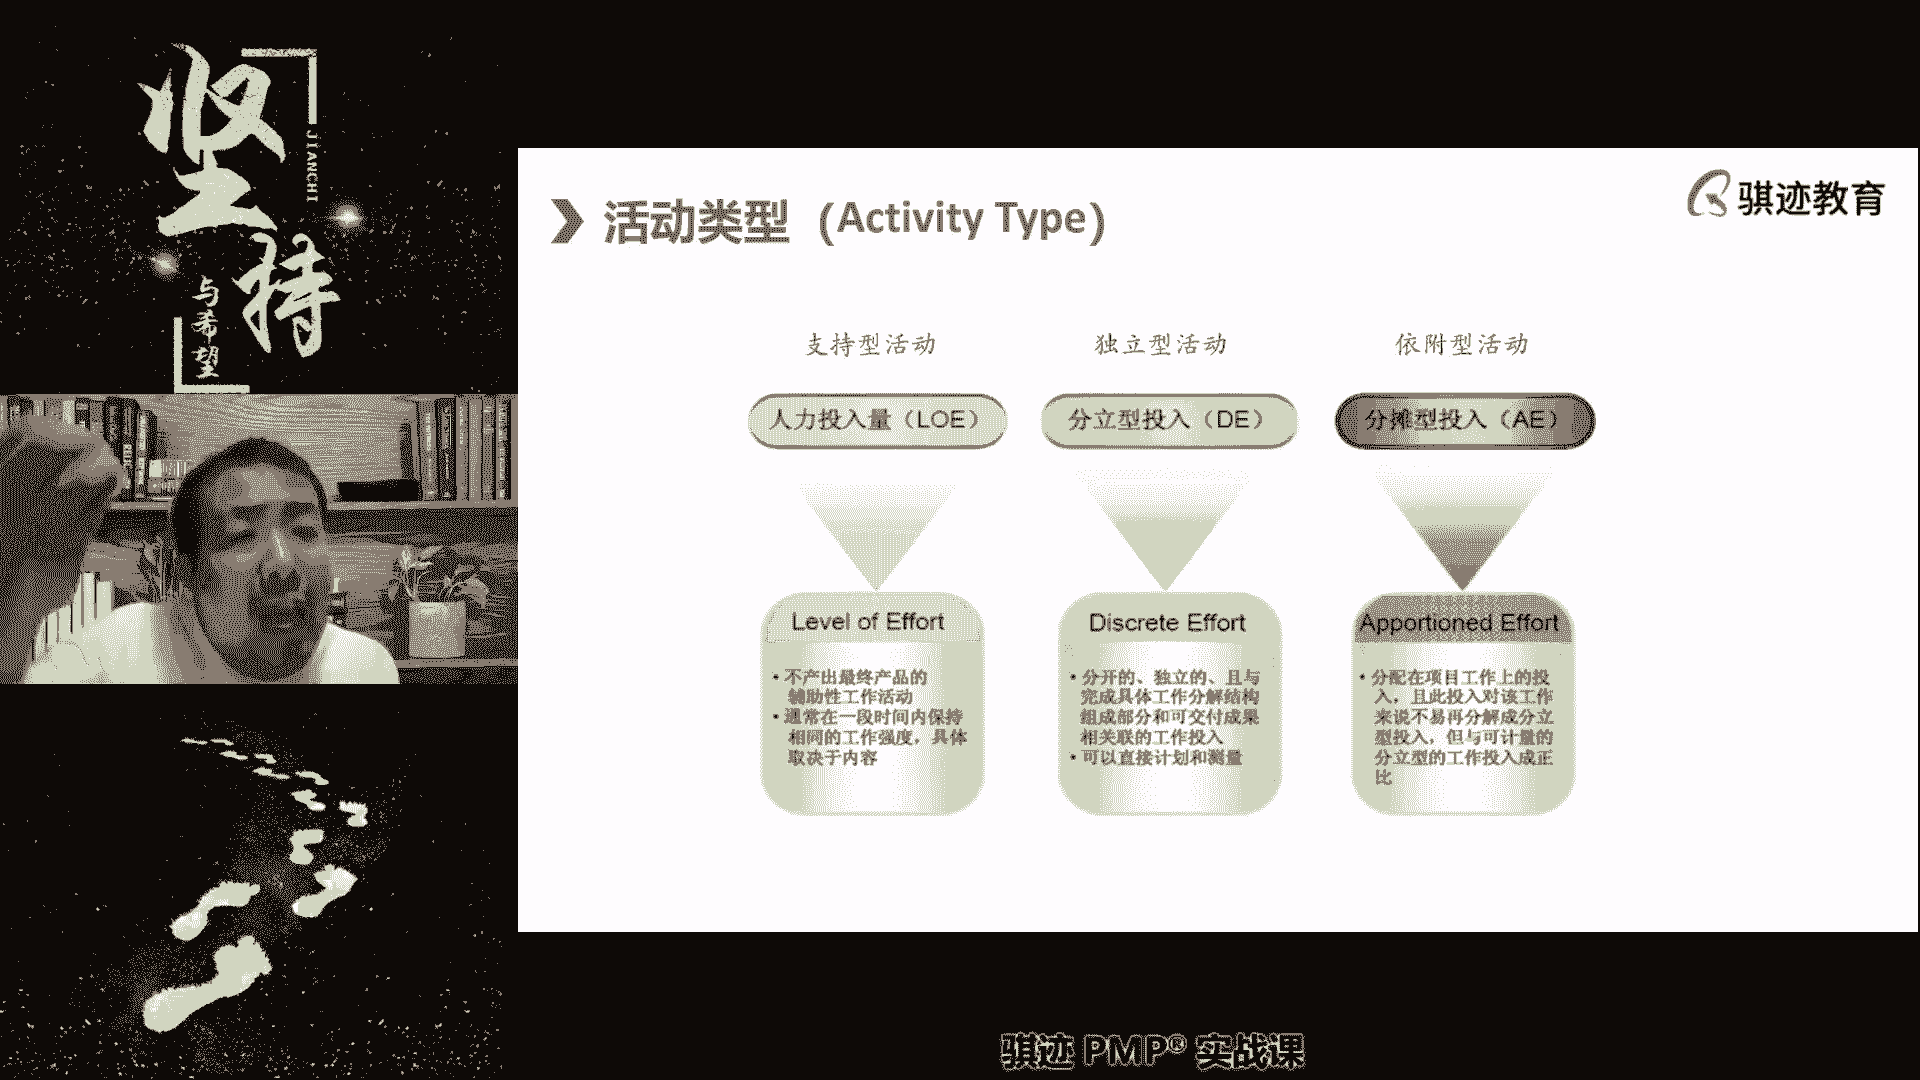 坚持
JIANCHI
与希望
骐迹教育
活动类型（Activity Type）
支持型活动
独立型活动
依附型活动
人力投入量（LOE）
分立型投入（DE）
分摊型投入（AE）
Level of Effort
• 不产出最终产品的
辅助性工作活动
• 通常在一段时间内保持
相同的工作强度，具体
取决于内容
Discrete Effort
• 分开的、独立的、且与
完成具体工作分解结构
组成部分和可交付成果
相关联的工作投入
• 可以直接计划和测量
Apportioned Effort
• 分配在项目工作上的投
入，且此投入对该工作
来说不易再分解成分立
型投入，但与可计量的
分立型的工作投入成正
比
骐迹 PMP® 实战课